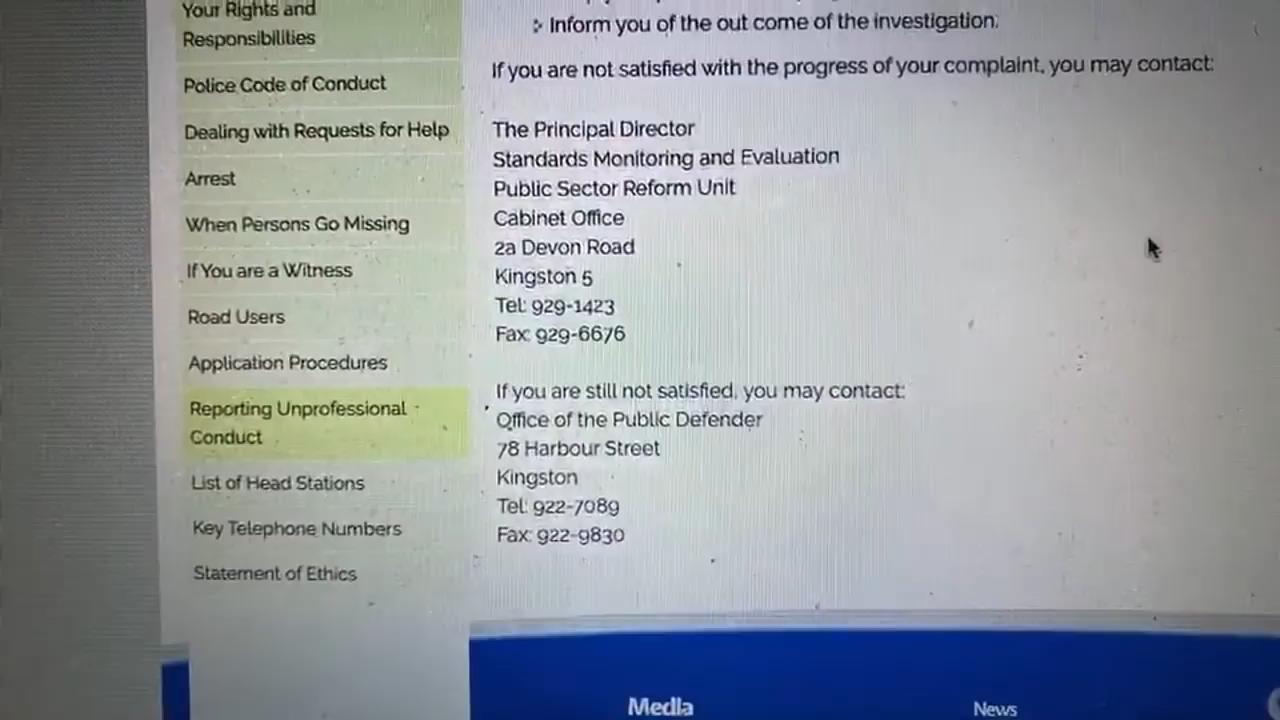 Your Rights and
Responsibilities
Police Code of Conduct
Dealing with Requests for Help
Arrest
When Persons Go Missing
If You are a Witness
Road Users
Application Procedures
Reporting Unprofessional
Conduct
List of Head Stations
Key Telephone Numbers
Statement of Ethics
> Inform you of the out come of the investigation.
If you are not satisfied with the progress of your complaint, you may contact:
The Principal Director
Standards Monitoring and Evaluation
Public Sector Reform Unit
Cabinet Office
2a Devon Road
Kingston 5
Tel: 929-1423
Fax: 929-6676
If you are still not satisfied, you may contact:
Office of the Public Defender
78 Harbour Street
Kingston
Tel: 922-7089
Fax: 922-9830
Media
News